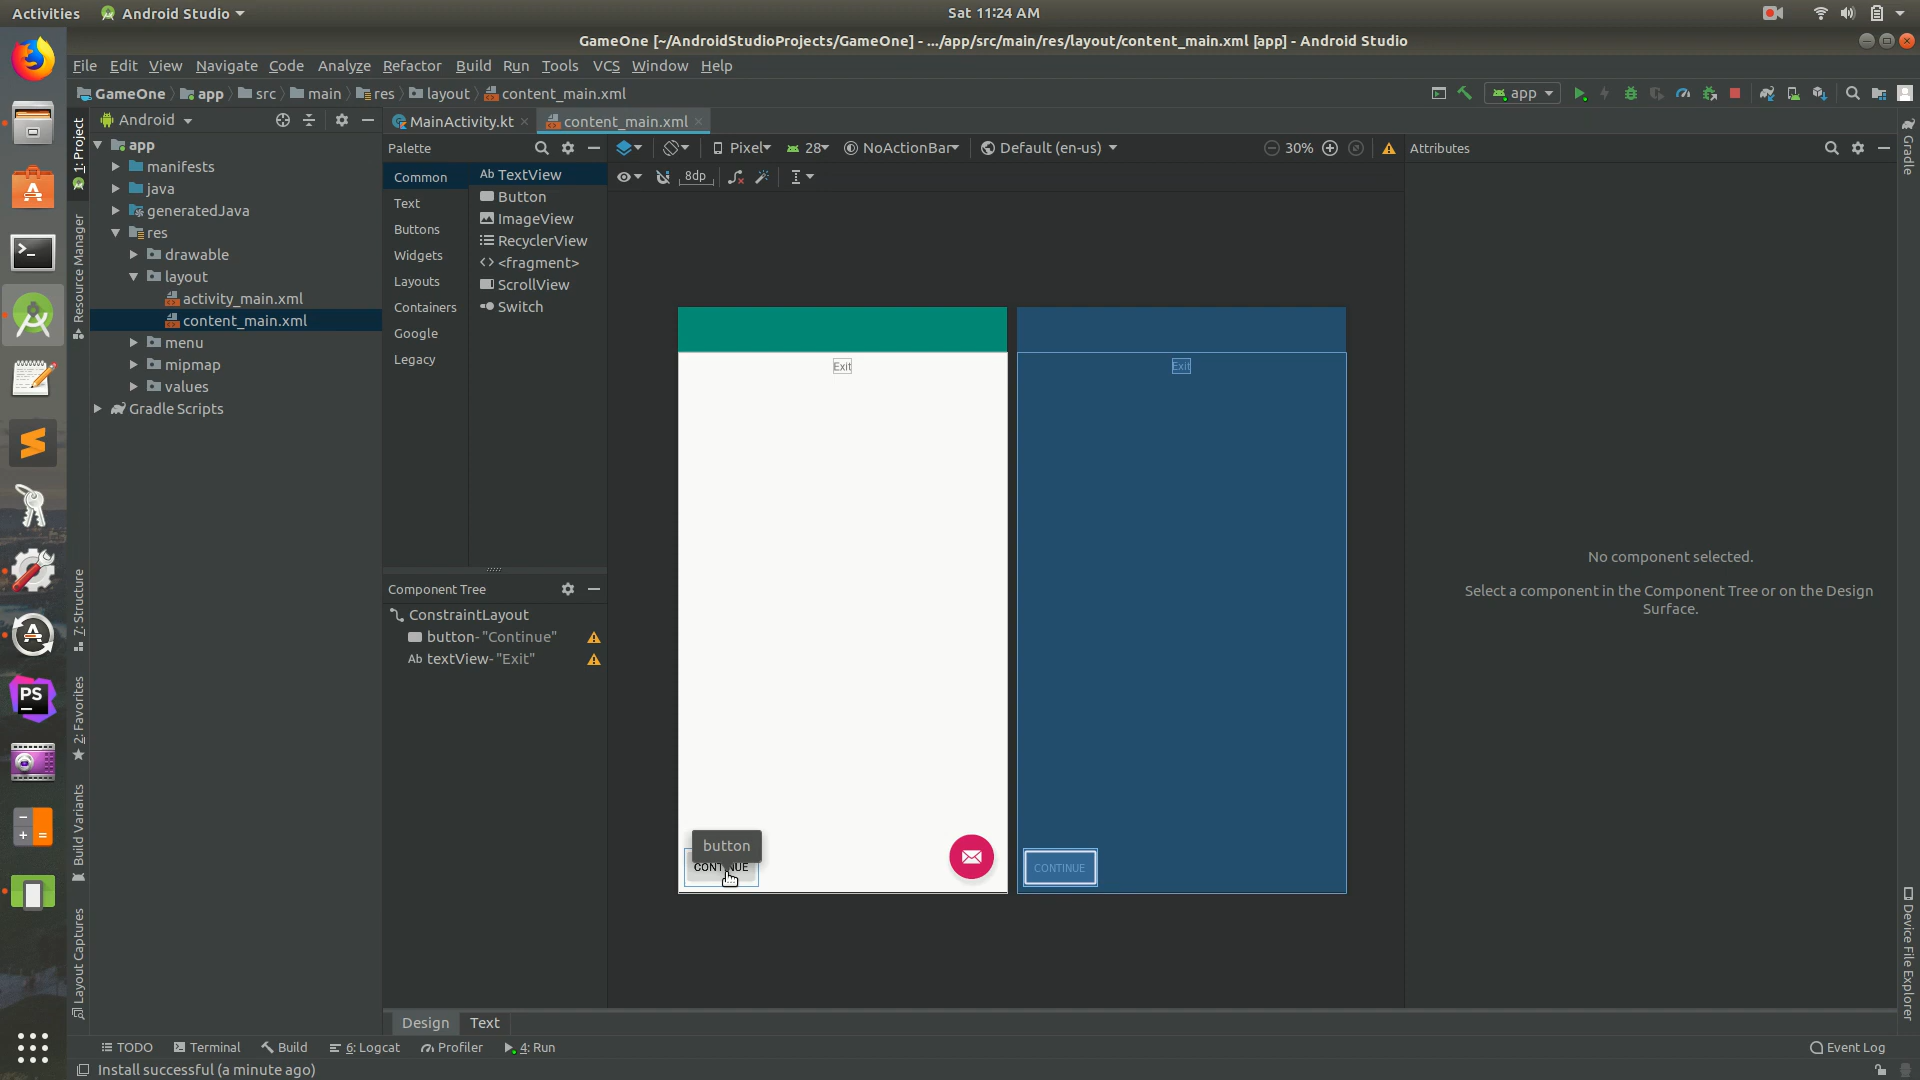 Activities
Android Studio
Sat 11:24 AM
GameOne [~/AndroidStudioProjects/GameOne] - .../app/src/main/res/layout/content_main.xml [app] - Android Studio
File Edit View Navigate Code Analyze Refactor Build Run Tools VCS Window Help
GameOne app src main res layout content_main.xml
app
Android
MainActivity.kt
content_main.xml
1: Project
Resource Manager
7: Structure
2: Favorites
Build Variants
Layout Captures
app
manifests
java
generatedJava
res
drawable
layout
activity_main.xml
content_main.xml
menu
mipmap
values
Gradle Scripts
Palette
Common
Text
Buttons
Widgets
Layouts
Containers
Google
Legacy
Ab TextView
Button
ImageView
RecyclerView
<> <fragment>
ScrollView
Switch
Pixel
28
NoActionBar
Default (en-us)
30%
8dp
Component Tree
ConstraintLayout
button- "Continue"
Ab textView- "Exit"
Exit
Exit
button
CONTINUE
CONTINUE
Attributes
No component selected.
Select a component in the Component Tree or on the Design
Surface.
Gradle
Device File Explorer
PS
Design
Text
TODO
Terminal
Build
6: Logcat
Profiler
4: Run
Event Log
Install successful (a minute ago)